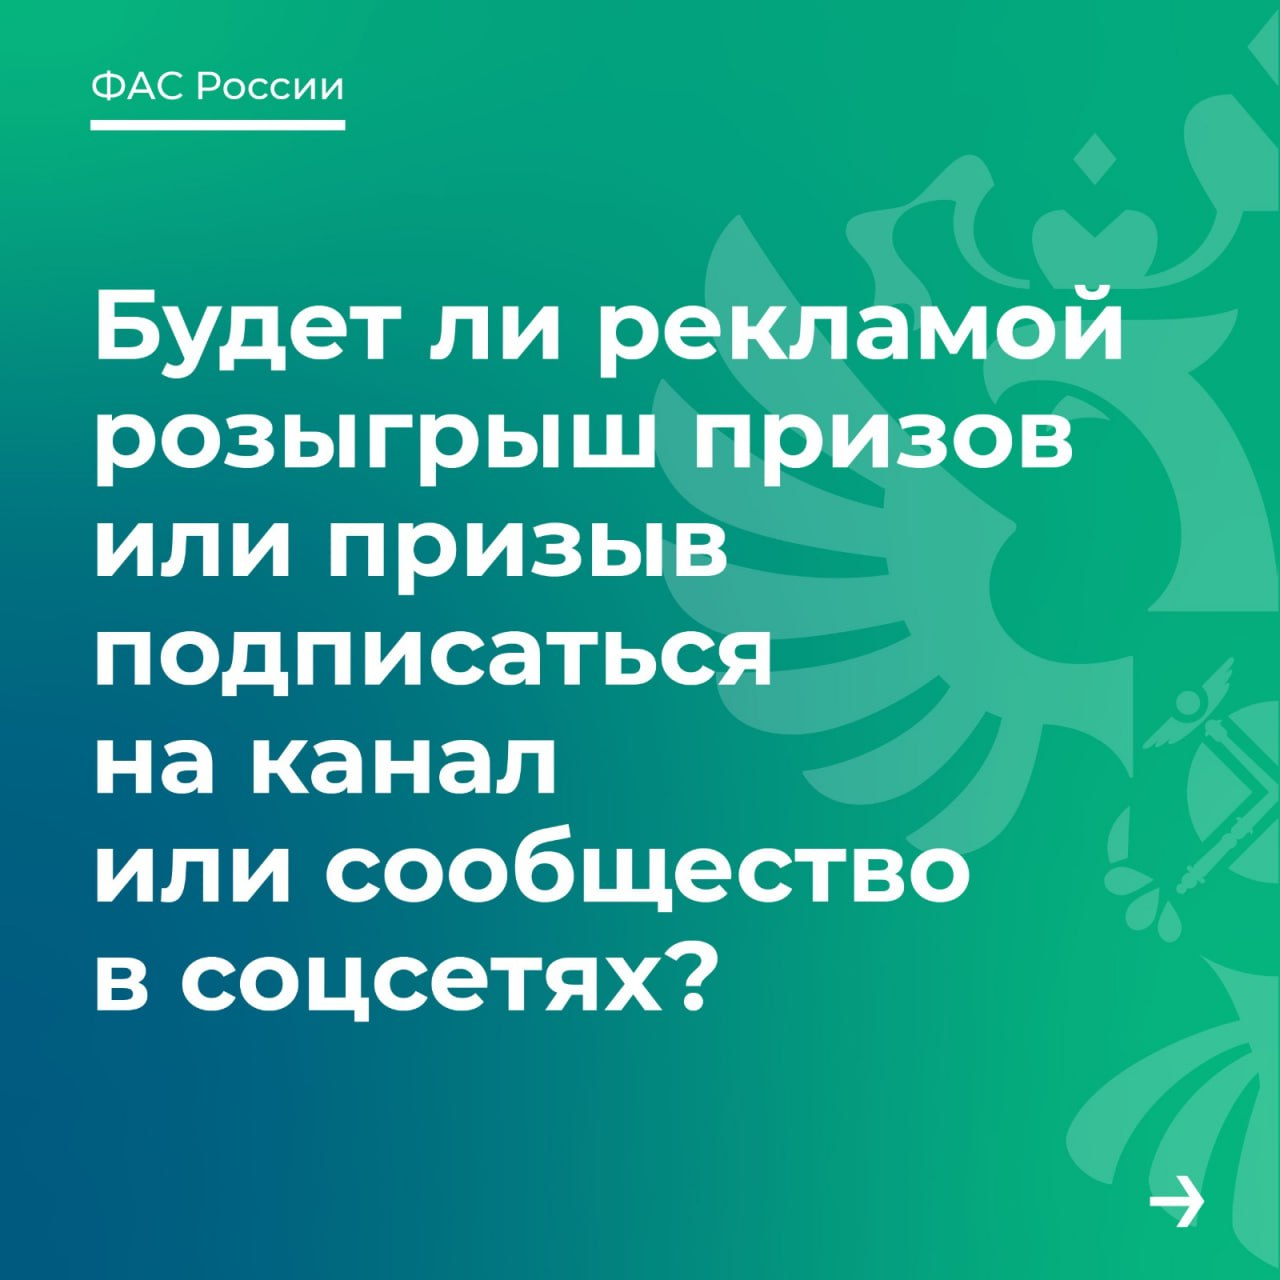 ФАС России
Будет ли рекламой
розыгрыш призов
или призыв
подписаться
на канал
или сообщество
в соцсетях?